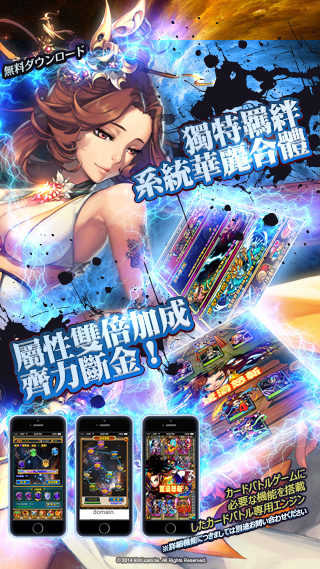 無料ダウンロード
獨特羈絆
系統華麗合體
屬性雙倍加成
齊力斷金！
domain.
カードバトルゲームに
必要な機能を搭載
したカードバトル専用エンジン
※詳細機能につきましては別途お問い合わせください